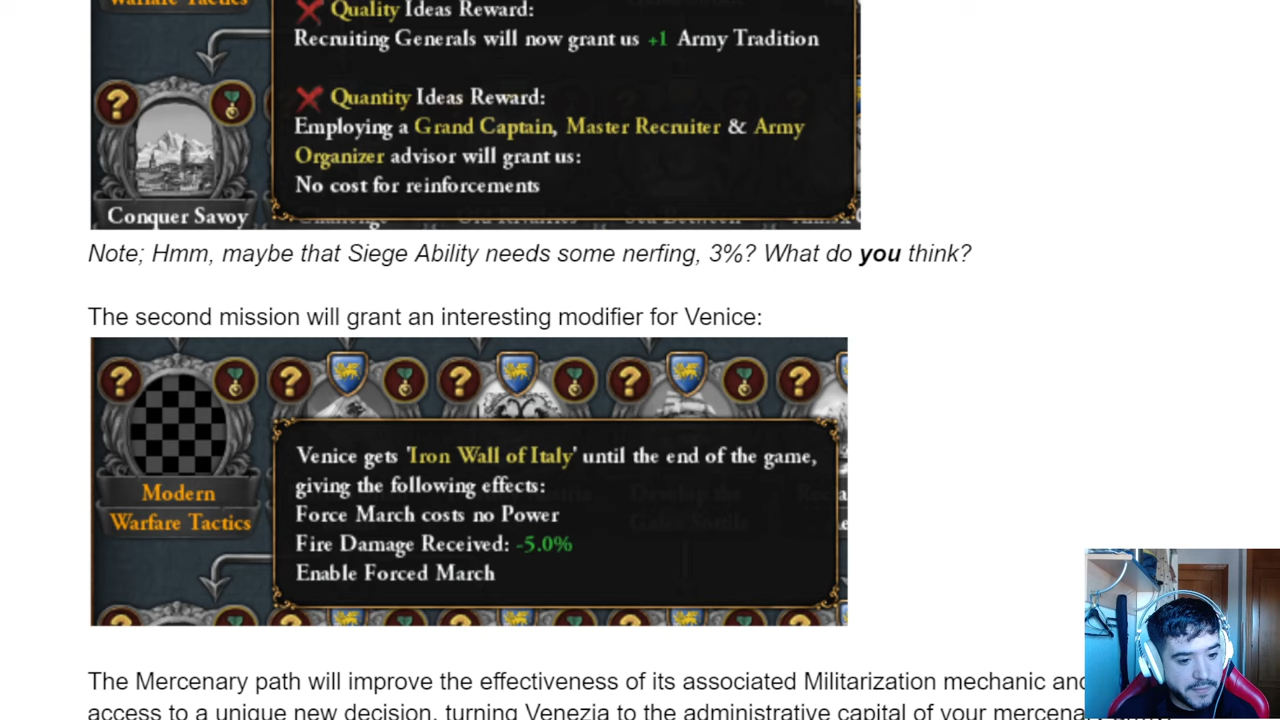 Warfare Tactics
Quality Ideas Reward:
Recruiting Generals will now grant us +1 Army Tradition
Quantity Ideas Reward:
Employing a Grand Captain, Master Recruiter & Army
Organizer advisor will grant us:
No cost for reinforcements
Conquer Savoy
Note; Hmm, maybe that Siege Ability needs some nerfing, 3%? What do you think?
The second mission will grant an interesting modifier for Venice:
Venice gets 'Iron Wall of Italy' until the end of the game,
giving the following effects:
Force March costs no Power
Fire Damage Received: -5.0%
Enable Forced March
Modern
Warfare Tactics
The Mercenary path will improve the effectiveness of its associated Militarization mechanic and
access to a unique new decision, turning Venezia to the administrative capital of your mercenary